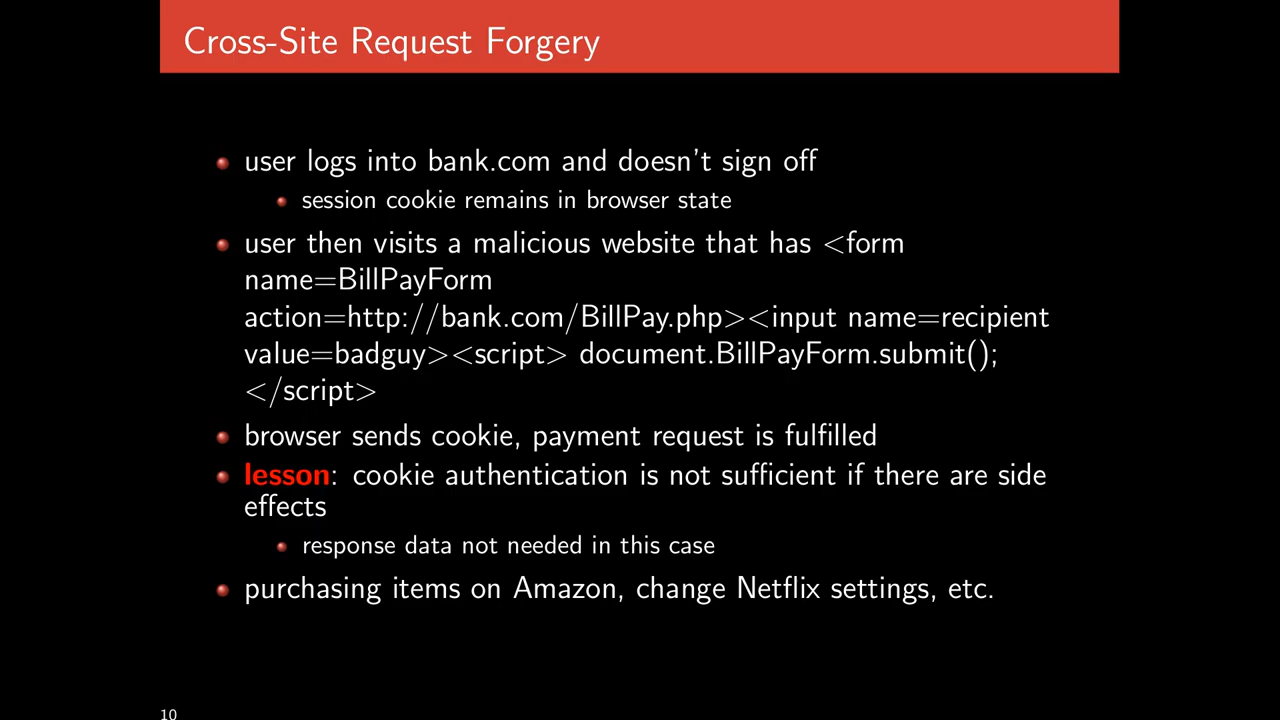 Cross-Site Request Forgery
user logs into bank.com and doesn't sign off
session cookie remains in browser state
user then visits a malicious website that has <form
name=BillPayForm
action=http://bank.com/BillPay.php><input name=recipient
value=badguy><script> document.BillPayForm.submit();
</script>
browser sends cookie, payment request is fulfilled
lesson: cookie authentication is not sufficient if there are side
effects
response data not needed in this case
purchasing items on Amazon, change Netflix settings, etc.
10